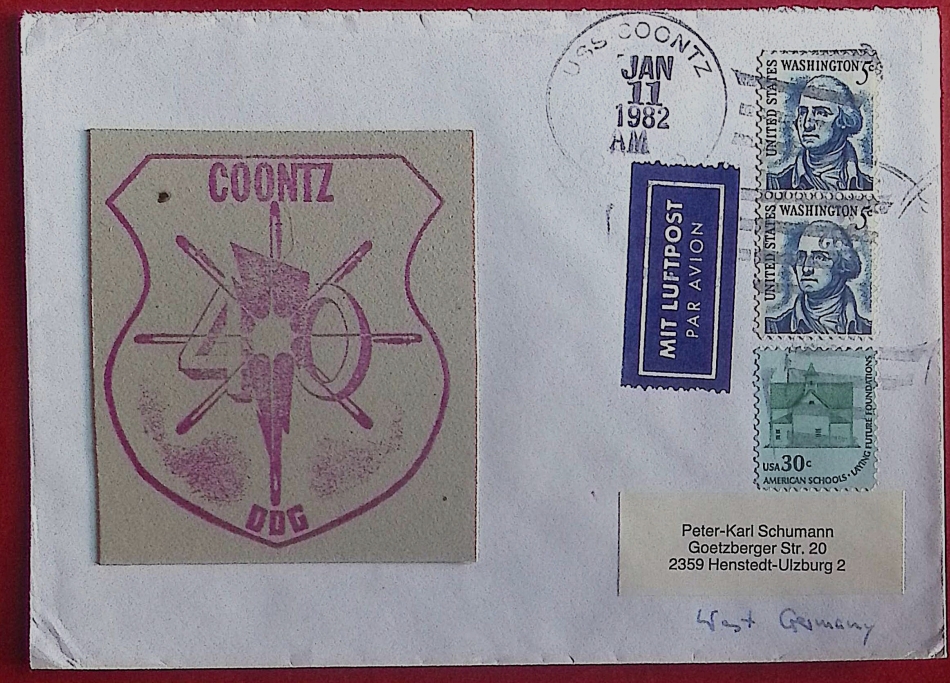 COONTZ
40
DDG
USS COONTZ
JAN
11
1982
AM
MIT LUFTPOST
PAR AVION
UNITED STATES
WASHINGTON 5c
UNITED STATES
WASHINGTON 5c
USA 30c
AMERICAN SCHOOLS • LAYING FUTURE FOUNDATIONS
Peter-Karl Schumann
Goetzberger Str. 20
2359 Henstedt-Ulzburg 2
West Germany